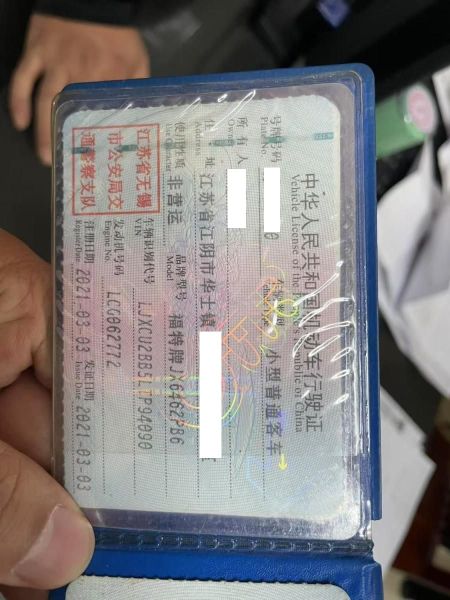 中华人民共和国机动车行驶证
Vehicle License of the People's Republic of China
号牌号码 0 车辆类型 小型普通客车
Plate No.
所有人
Owner
住址 江苏省江阴市华士镇
Address
使用性质 非营运 品牌型号 福特牌JX6462PB6
Use Character Model
江苏省无锡
市公安局交
通警察支队
车辆识别代号
VIN
发动机号码 LCG862772
Engine No.
注册日期 2021-03-03 发证日期 2021-03-03
Register Date Issue Date